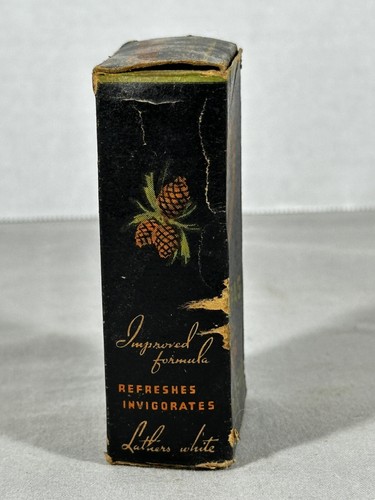 Improved
formula
REFRESHES
INVIGORATES
Lathers white